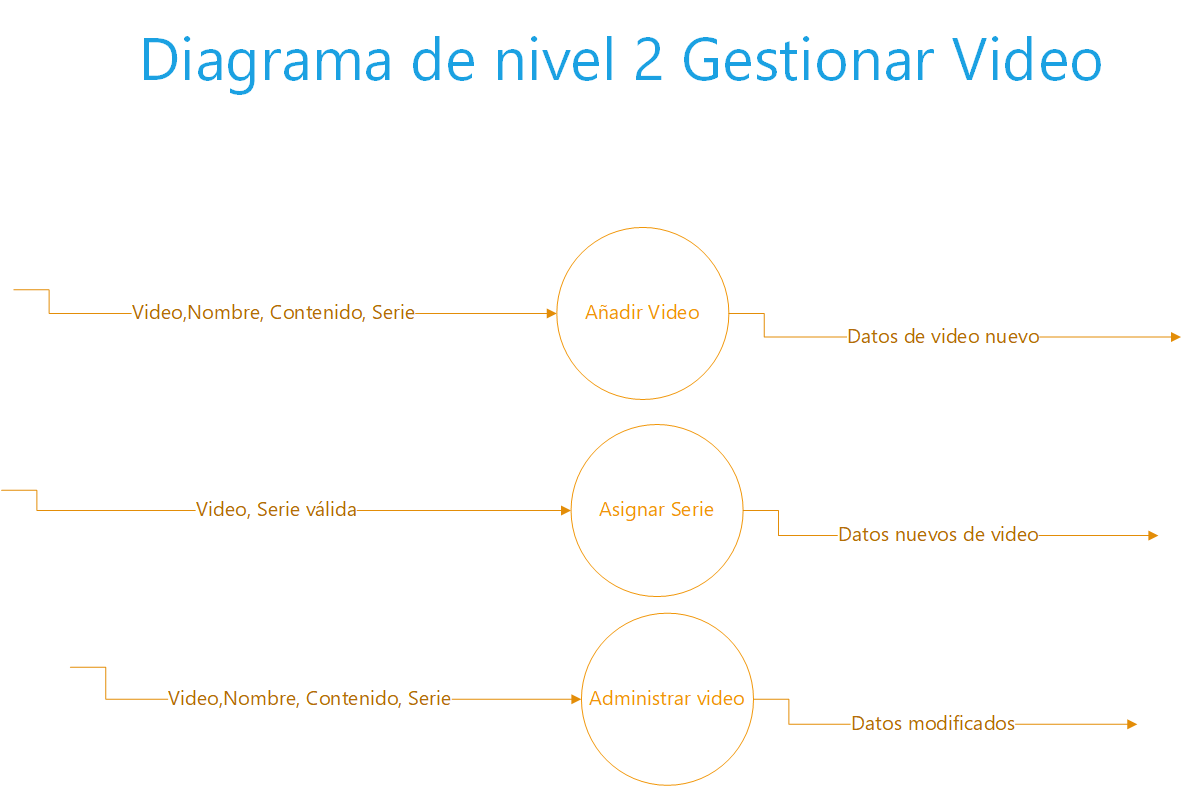 Diagrama de nivel 2 Gestionar Video
Video,Nombre, Contenido, Serie
Añadir Video
Datos de video nuevo
Video, Serie válida
Asignar Serie
Datos nuevos de video
Video,Nombre, Contenido, Serie
Administrar video
Datos modificados